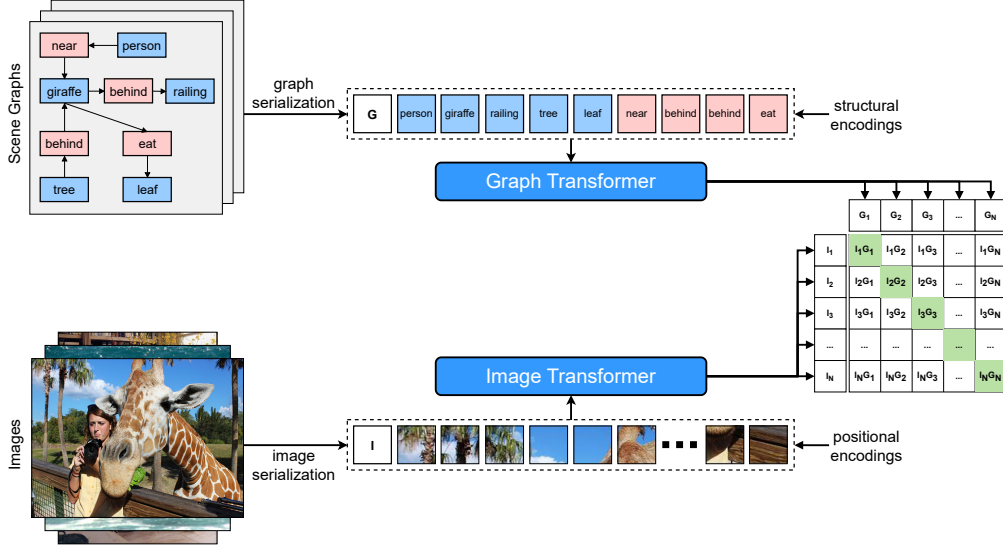 Scene Graphs
near
person
giraffe
behind
railing
behind
eat
tree
leaf
graph
serialization
G
person
giraffe
railing
tree
leaf
near
behind
behind
eat
structural
encodings
Graph Transformer
G1 G2 G3 ... GN
I1 I1G1 I1G2 I1G3 ... I1GN
I2 I2G1 I2G2 I2G3 ... I2GN
I3 I3G1 I3G2 I3G3 ... I3GN
... ... ... ... ... ...
IN ING1 ING2 ING3 ... INGN
Image Transformer
Images
image
serialization
I
positional
encodings